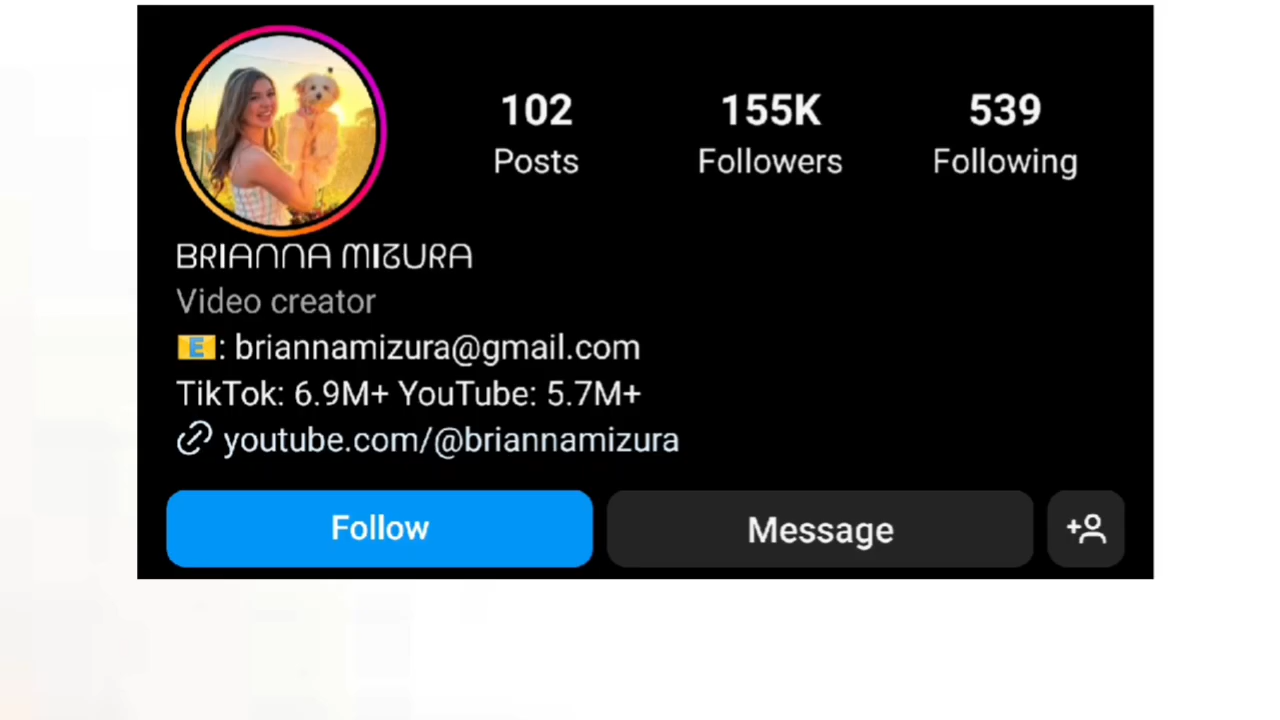 102 155K 539
Posts Followers Following
BRIANNA MIZURA
Video creator
📧: briannamizura@gmail.com
TikTok: 6.9M+ YouTube: 5.7M+
youtube.com/@briannamizura
Follow Message